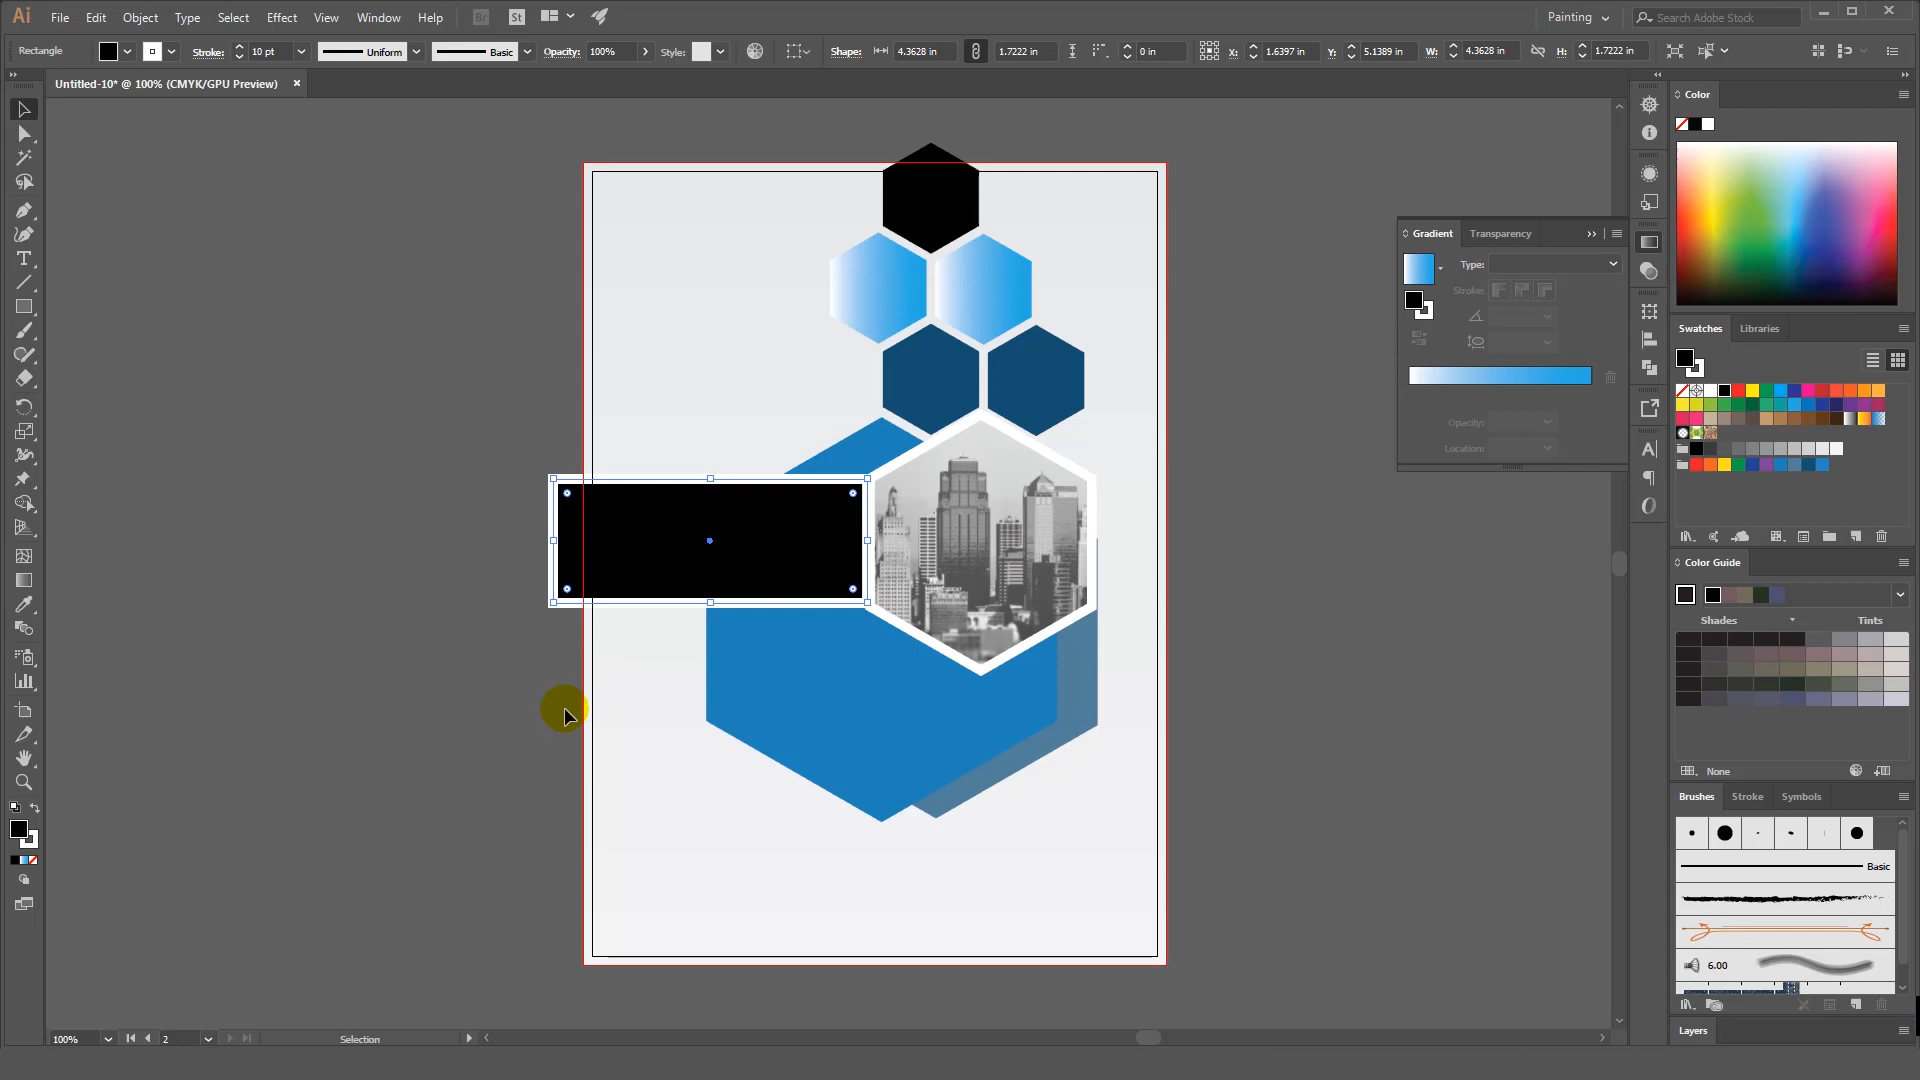 Ai File Edit Object Type Select Effect View Window Help Br St Painting Search Adobe Stock
Rectangle Stroke: 10 pt Uniform Basic Opacity: 100% Style: Shape: 4.3628 in 1.7222 in 0 in X: 1.6397 in Y: 5.1389 in W: 4.3628 in H: 1.7222 in
Untitled-10* @ 100% (CMYK/GPU Preview)
Color
Gradient Transparency
Type:
Stroke:
Opacity:
Location:
Swatches Libraries
Color Guide
Shades Tints
None
Brushes Stroke Symbols
Basic
6.00
Layers
100% 2 Selection